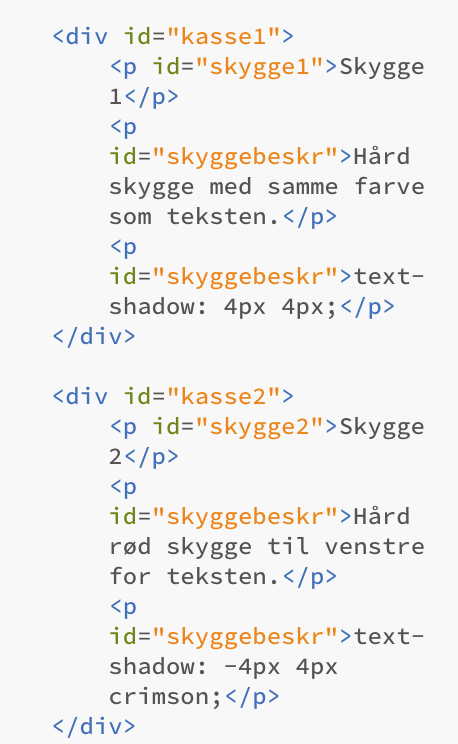 <div id="kasse1">
<p id="skygge1">Skygge
1</p>
<p
id="skyggebeskr">Hård
skygge med samme farve
som teksten.</p>
<p
id="skyggebeskr">text-
shadow: 4px 4px;</p>
</div>
<div id="kasse2">
<p id="skygge2">Skygge
2</p>
<p
id="skyggebeskr">Hård
rød skygge til venstre
for teksten.</p>
<p
id="skyggebeskr">text-
shadow: -4px 4px
crimson;</p>
</div>